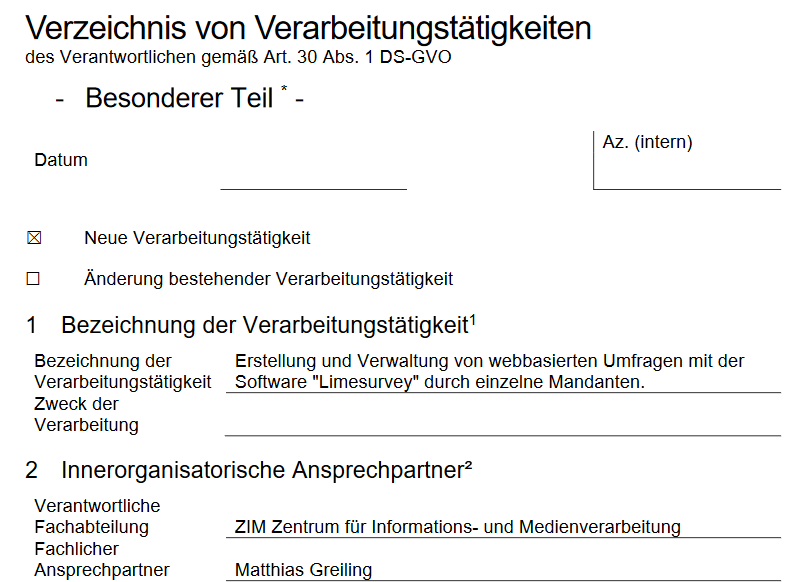 Verzeichnis von Verarbeitungstätigkeiten
des Verantwortlichen gemäß Art. 30 Abs. 1 DS-GVO
- Besonderer Teil * -
Az. (intern)
Datum
☒ Neue Verarbeitungstätigkeit
☐ Änderung bestehender Verarbeitungstätigkeit
1 Bezeichnung der Verarbeitungstätigkeit¹
Bezeichnung der Erstellung und Verwaltung von webbasierten Umfragen mit der
Verarbeitungstätigkeit Software "Limesurvey" durch einzelne Mandanten.
Zweck der
Verarbeitung
2 Innerorganisatorische Ansprechpartner²
Verantwortliche
Fachabteilung ZIM Zentrum für Informations- und Medienverarbeitung
Fachlicher
Ansprechpartner Matthias Greiling